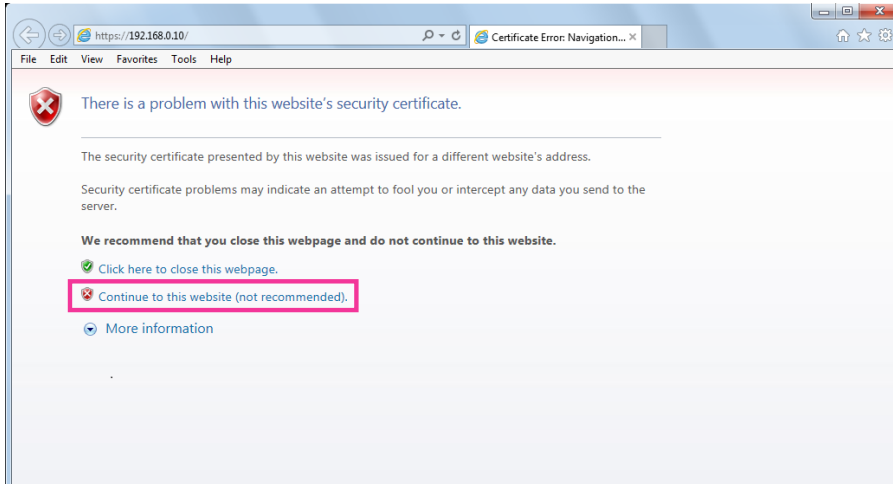 https://192.168.0.10/
Certificate Error: Navigation...
File Edit View Favorites Tools Help
There is a problem with this website's security certificate.
The security certificate presented by this website was issued for a different website's address.
Security certificate problems may indicate an attempt to fool you or intercept any data you send to the
server.
We recommend that you close this webpage and do not continue to this website.
Click here to close this webpage.
Continue to this website (not recommended).
More information
.